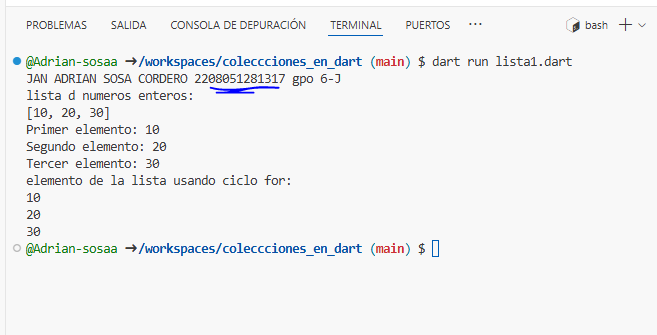 PROBLEMAS SALIDA CONSOLA DE DEPURACIÓN TERMINAL PUERTOS ··· bash
@Adrian-sosaa ➜/workspaces/coleccciones_en_dart (main) $ dart run lista1.dart
JAN ADRIAN SOSA CORDERO 2208051281317 gpo 6-J
lista d numeros enteros:
[10, 20, 30]
Primer elemento: 10
Segundo elemento: 20
Tercer elemento: 30
elemento de la lista usando ciclo for:
10
20
30
@Adrian-sosaa ➜/workspaces/coleccciones_en_dart (main) $